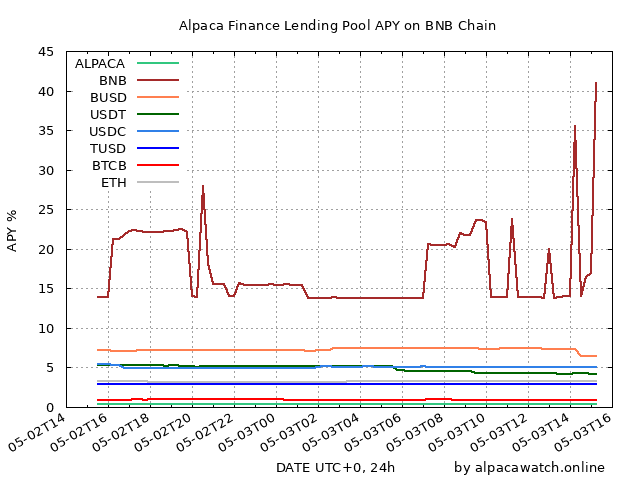 Alpaca Finance Lending Pool APY on BNB Chain
45
40
35
30
25
20
15
10
5
0
APY %
ALPACA
BNB
BUSD
USDT
USDC
TUSD
BTCB
ETH
05-02T14
05-02T16
05-02T18
05-02T20
05-02T22
05-03T00
05-03T02
05-03T04
05-03T06
05-03T08
05-03T10
05-03T12
05-03T14
05-03T16
DATE UTC+0, 24h
by alpacawatch.online